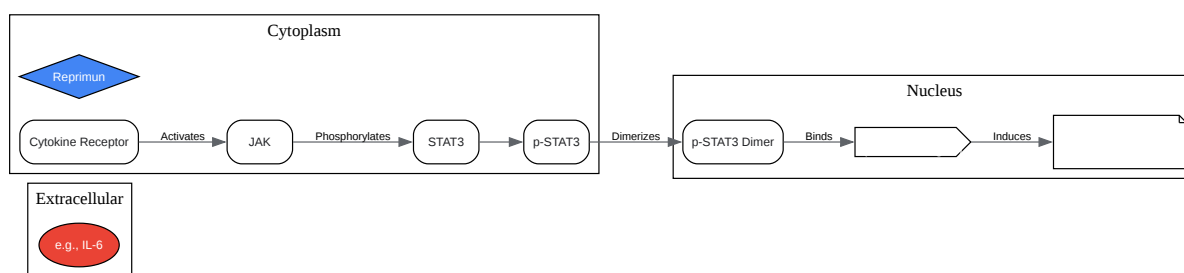 Cytoplasm
Reprimun
Cytokine Receptor
Activates
JAK
Phosphorylates
STAT3
p-STAT3
Dimerizes
Nucleus
p-STAT3 Dimer
Binds
Induces
Extracellular
e.g., IL-6